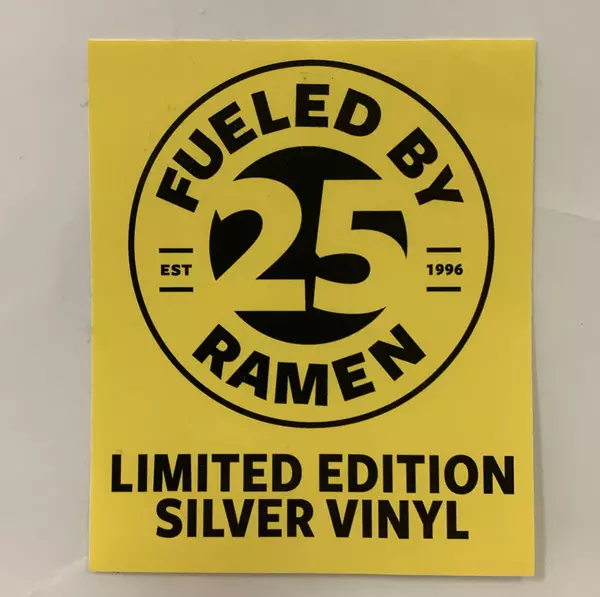 FUELED BY
25
EST 1996
RAMEN
LIMITED EDITION
SILVER VINYL